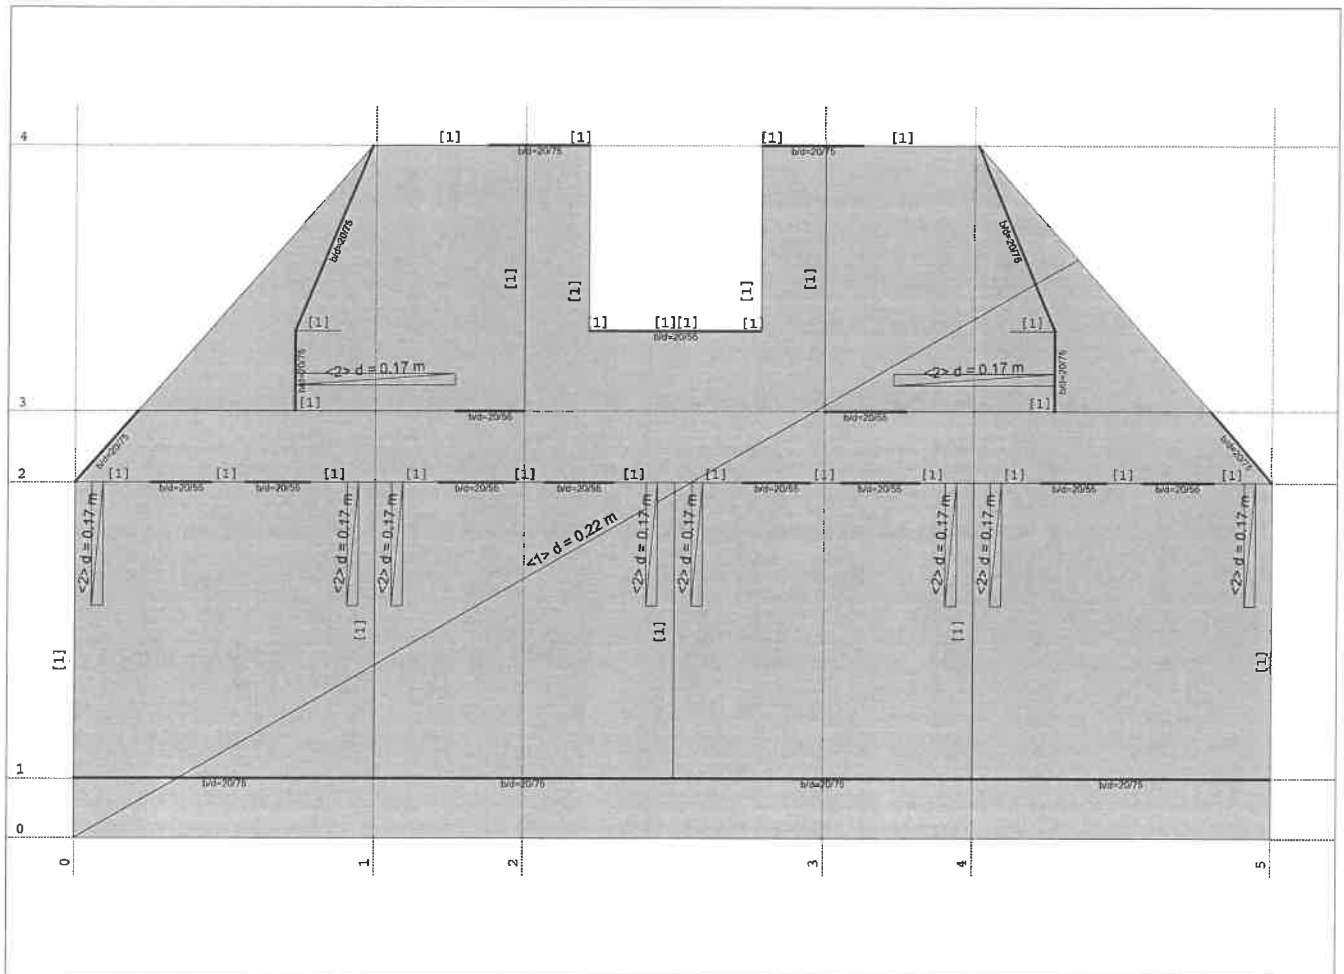 4
[1] [1] [1] [1]
b/d=20/75 b/d=20/75
b/d=20/75 b/d=20/75
[1] [1] [1] [1]
[1] [1] [1][1] [1] [1]
b/d=20/55
b/d=20/75 <2> d = 0.17 m <2> d = 0.17 m b/d=20/75
[1] [1]
3
b/d=20/55 b/d=20/55
b/d=20/75 b/d=20/75
2
[1] [1] [1] [1] [1] [1] [1] [1] [1] [1] [1] [1]
b/d=20/55 b/d=20/55 b/d=20/55 b/d=20/55 b/d=20/55 b/d=20/55 b/d=20/55 b/d=20/55
<2> d = 0.17 m <2> d = 0.17 m <2> d = 0.17 m <2> d = 0.17 m <2> d = 0.17 m <2> d = 0.17 m <2> d = 0.17 m <2> d = 0.17 m
<1> d = 0.22 m
[1] [1] [1] [1] [1]
1
b/d=20/75 b/d=20/75 b/d=20/75 b/d=20/75
0
0 1 2 3 4 5